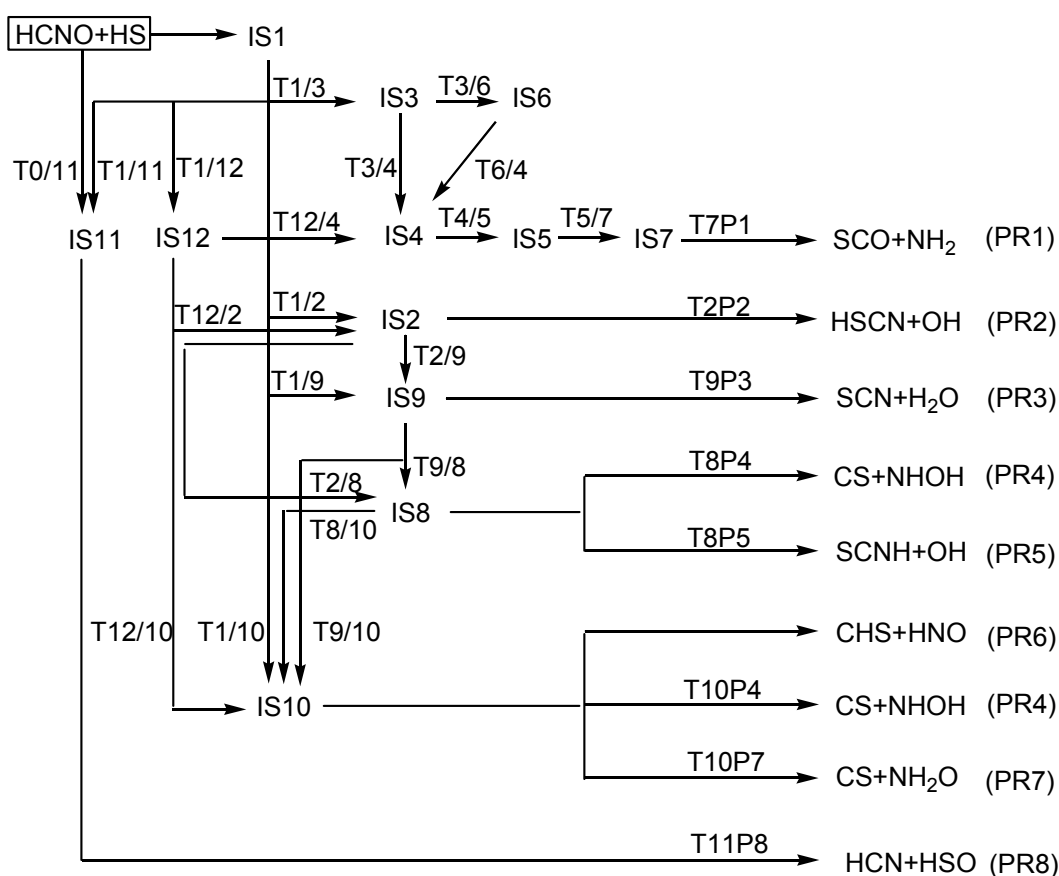 HCNO+HS IS1
T1/3 IS3 T3/6 IS6
T0/11 T1/11 T1/12 T3/4 T6/4
IS11 IS12 T12/4 IS4 T4/5 IS5 T5/7 IS7 T7P1 SCO+NH2 (PR1)
T12/2 T1/2 IS2 T2P2 HSCN+OH (PR2)
T2/9
T1/9 IS9 T9P3 SCN+H2O (PR3)
T9/8 T8P4 CS+NHOH (PR4)
T2/8 IS8
T8/10 T8P5 SCNH+OH (PR5)
T12/10 T1/10 T9/10 CHS+HNO (PR6)
IS10 T10P4 CS+NHOH (PR4)
T10P7 CS+NH2O (PR7)
T11P8 HCN+HSO (PR8)